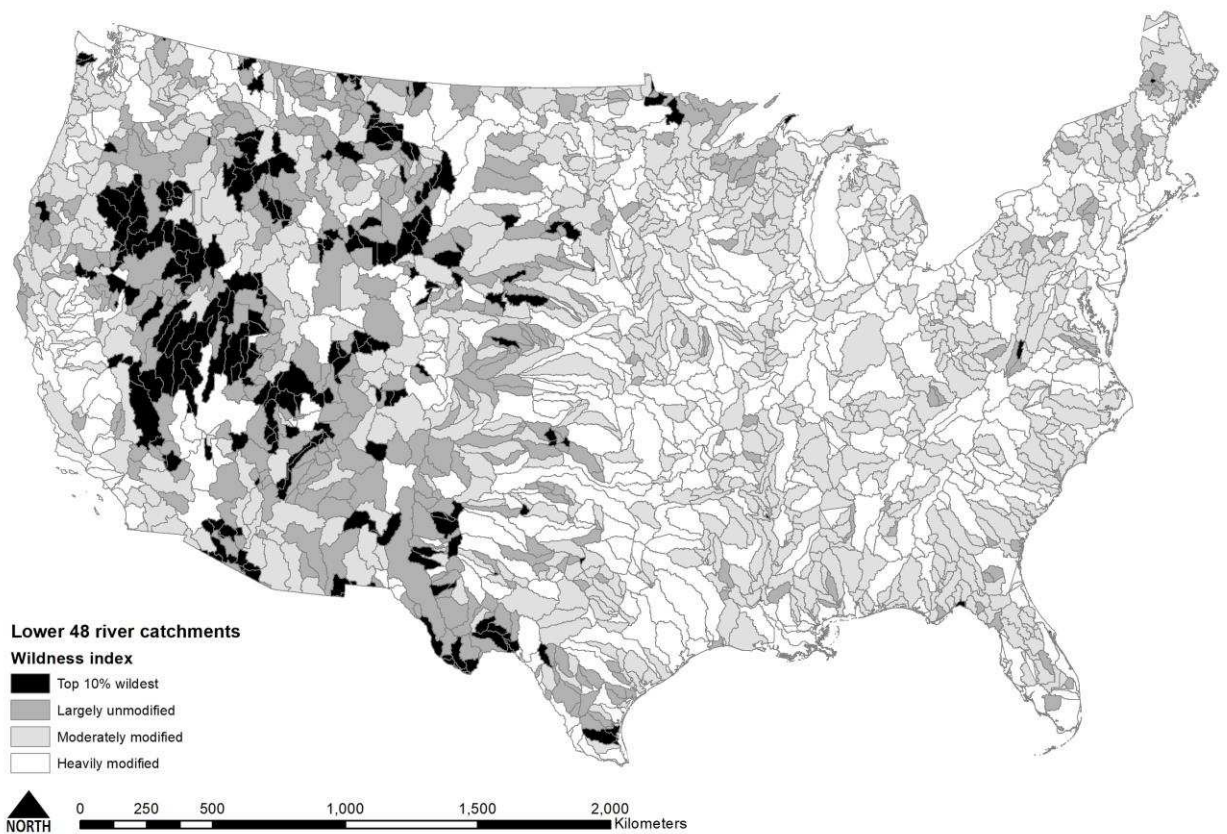 Lower 48 river catchments
Wildness index
Top 10% wildest
Largely unmodified
Moderately modified
Heavily modified
NORTH
0 250 500 1,000 1,500 2,000
Kilometers